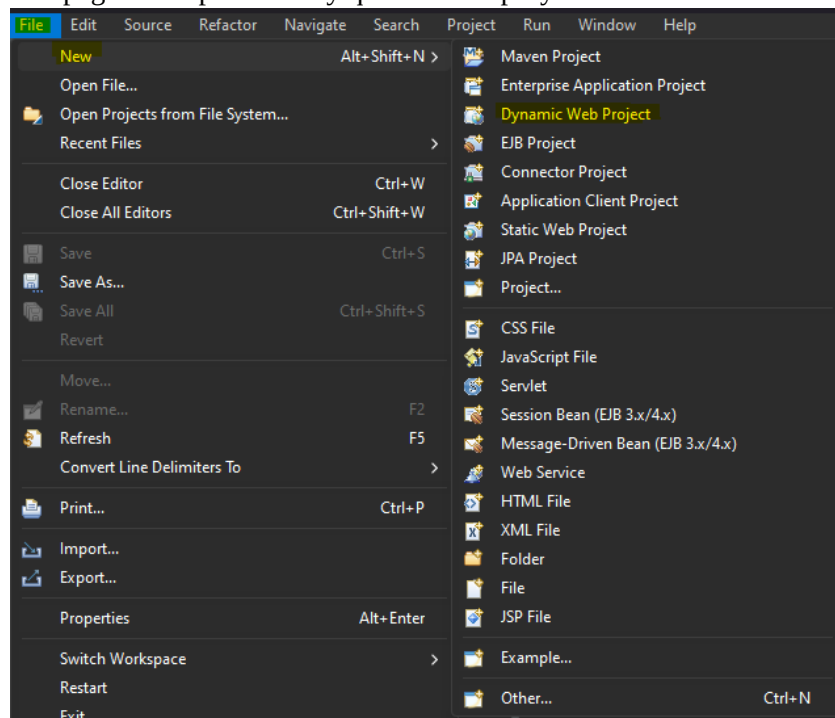 File Edit Source Refactor Navigate Search Project Run Window Help
New Alt+Shift+N >
Open File...
Open Projects from File System...
Recent Files >
Close Editor Ctrl+W
Close All Editors Ctrl+Shift+W
Save Ctrl+S
Save As...
Save All Ctrl+Shift+S
Revert
Move...
Rename... F2
Refresh F5
Convert Line Delimiters To >
Print... Ctrl+P
Import...
Export...
Properties Alt+Enter
Switch Workspace >
Restart
Exit
Maven Project
Enterprise Application Project
Dynamic Web Project
EJB Project
Connector Project
Application Client Project
Static Web Project
JPA Project
Project...
CSS File
JavaScript File
Servlet
Session Bean (EJB 3.x/4.x)
Message-Driven Bean (EJB 3.x/4.x)
Web Service
HTML File
XML File
Folder
File
JSP File
Example...
Other... Ctrl+N